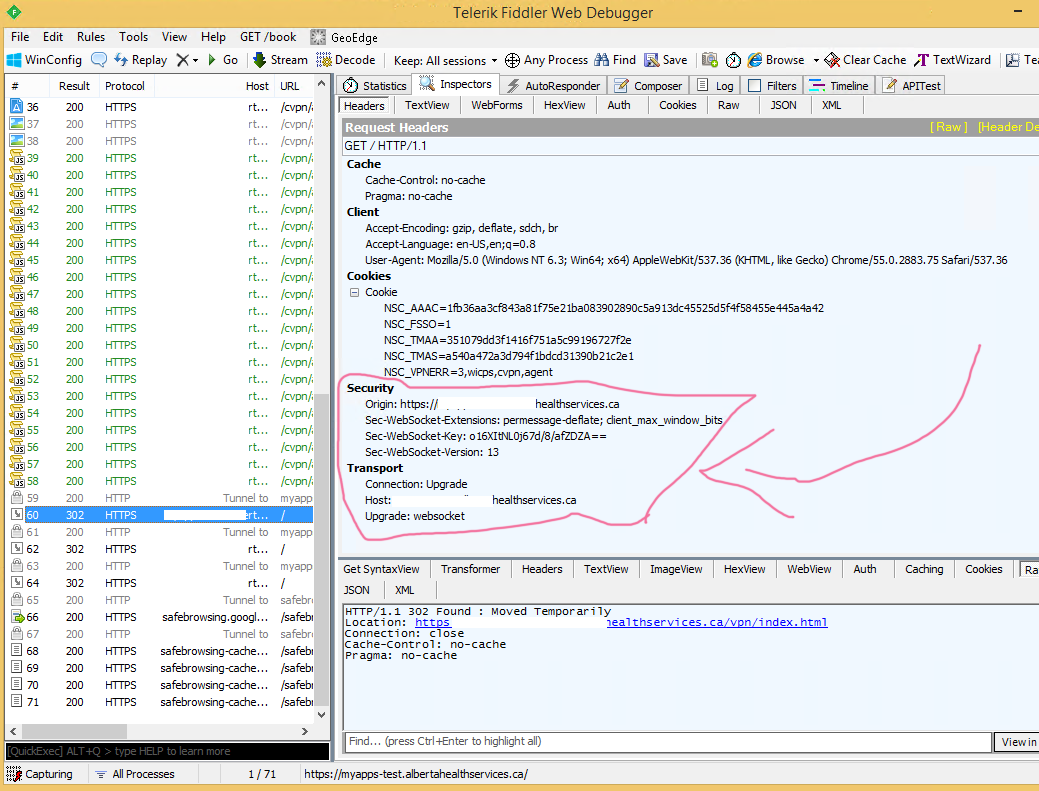 Telerik Fiddler Web Debugger
File Edit Rules Tools View Help GET /book GeoEdge
WinConfig Replay Go Stream Decode Keep: All sessions Any Process Find Save Browse Clear Cache TextWizard
# Result Protocol Host URL
Statistics Inspectors AutoResponder Composer Log Filters Timeline APITest
Headers TextView WebForms HexView Auth Cookies Raw JSON XML
36 200 HTTPS rt... /cvpn/
37 200 HTTPS rt... /cvpn/
38 200 HTTPS rt... /cvpn/
39 200 HTTPS rt... /cvpn/
40 200 HTTPS rt... /cvpn/
41 200 HTTPS rt... /cvpn/
42 200 HTTPS rt... /cvpn/
43 200 HTTPS rt... /cvpn/
44 200 HTTPS rt... /cvpn/
45 200 HTTPS rt... /cvpn/
46 200 HTTPS rt... /cvpn/
47 200 HTTPS rt... /cvpn/
48 200 HTTPS rt... /cvpn/
49 200 HTTPS rt... /cvpn/
50 200 HTTPS rt... /cvpn/
51 200 HTTPS rt... /cvpn/
52 200 HTTPS rt... /cvpn/
53 200 HTTPS rt... /cvpn/
54 200 HTTPS rt... /cvpn/
55 200 HTTPS rt... /cvpn/
56 200 HTTPS rt... /cvpn/
57 200 HTTPS rt... /cvpn/
58 200 HTTPS rt... /cvpn/
59 200 HTTP Tunnel to myapp
60 302 HTTPS ert... /
61 200 HTTP Tunnel to myapp
62 302 HTTPS rt... /
63 200 HTTP Tunnel to myapp
64 302 HTTPS rt... /
65 200 HTTP Tunnel to safebr
66 200 HTTPS safebrowsing.googl... /safebr
67 200 HTTP Tunnel to safebr
68 200 HTTPS safebrowsing-cache... /safebr
69 200 HTTPS safebrowsing-cache... /safebr
70 200 HTTPS safebrowsing-cache... /safebr
71 200 HTTPS safebrowsing-cache... /safebr
[QuickExec] ALT+Q > type HELP to learn more
Request Headers [ Raw ] [Header De
GET / HTTP/1.1
Cache
Cache-Control: no-cache
Pragma: no-cache
Client
Accept-Encoding: gzip, deflate, sdch, br
Accept-Language: en-US,en;q=0.8
User-Agent: Mozilla/5.0 (Windows NT 6.3; Win64; x64) AppleWebKit/537.36 (KHTML, like Gecko) Chrome/55.0.2883.75 Safari/537.36
Cookies
Cookie
NSC_AAAC=1fb36aa3cf843a81f75e21ba083902890c5a913dc45525d5f4f58455e445a4a42
NSC_FSSO=1
NSC_TMAA=351079dd3f1416f751a5c99196727f2e
NSC_TMAS=a540a472a3d794f1bdcd31390b21c2e1
NSC_VPNERR=3,wicps,cvpn,agent
Security
Origin: https:// healthservices.ca
Sec-WebSocket-Extensions: permessage-deflate; client_max_window_bits
Sec-WebSocket-Key: o16XItNL0j67d/8/afZDZA==
Sec-WebSocket-Version: 13
Transport
Connection: Upgrade
Host: healthservices.ca
Upgrade: websocket
Get SyntaxView Transformer Headers TextView ImageView HexView WebView Auth Caching Cookies Ra
JSON XML
HTTP/1.1 302 Found : Moved Temporarily
Location: https healthservices.ca/vpn/index.html
Connection: close
Cache-Control: no-cache
Pragma: no-cache
Find... (press Ctrl+Enter to highlight all) View in
Capturing All Processes 1 / 71 https://myapps-test.albertahealthservices.ca/